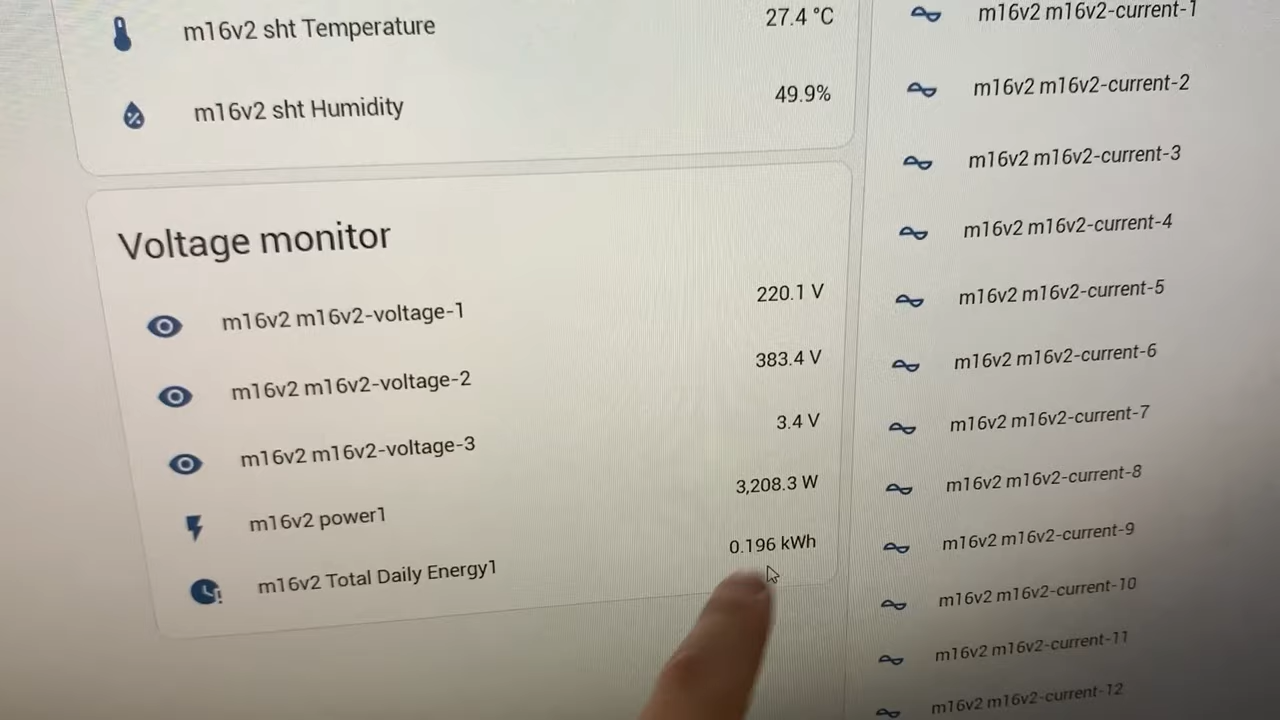 m16v2 sht Temperature 27.4 °C
m16v2 sht Humidity 49.9%
Voltage monitor
m16v2 m16v2-voltage-1 220.1 V
m16v2 m16v2-voltage-2 383.4 V
m16v2 m16v2-voltage-3 3.4 V
m16v2 power1 3,208.3 W
m16v2 Total Daily Energy1 0.196 kWh
m16v2 m16v2-current-1
m16v2 m16v2-current-2
m16v2 m16v2-current-3
m16v2 m16v2-current-4
m16v2 m16v2-current-5
m16v2 m16v2-current-6
m16v2 m16v2-current-7
m16v2 m16v2-current-8
m16v2 m16v2-current-9
m16v2 m16v2-current-10
m16v2 m16v2-current-11
m16v2 m16v2-current-12